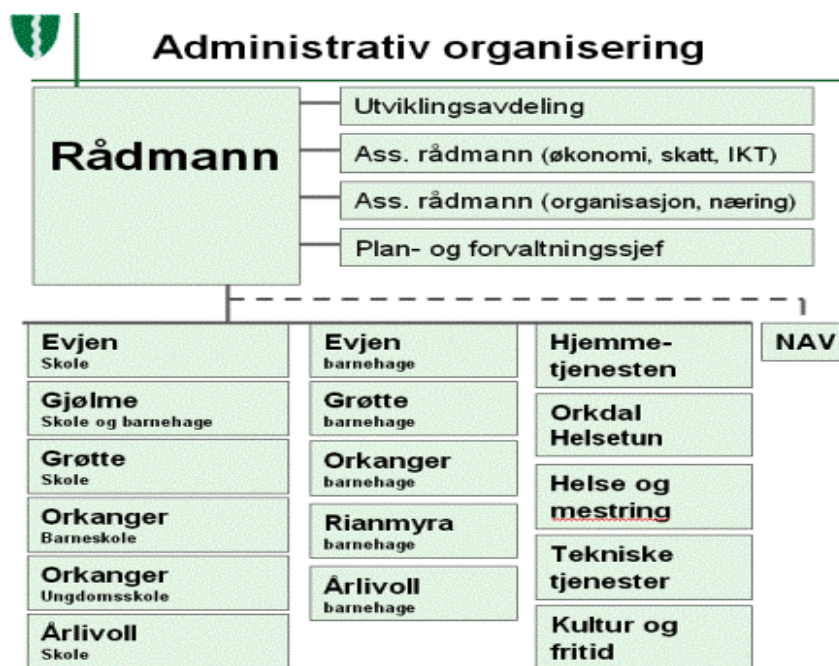 Administrativ organisering
Rådmann
Utviklingsavdeling
Ass. rådmann (økonomi, skatt, IKT)
Ass. rådmann (organisasjon, næring)
Plan- og forvaltningssjef
Evjen
Skole
Gjølme
Skole og barnehage
Grøtte
Skole
Orkanger
Barneskole
Orkanger
Ungdomsskole
Årlivoll
Skole
Evjen
barnehage
Grøtte
barnehage
Orkanger
barnehage
Rianmyra
barnehage
Årlivoll
barnehage
Hjemme-
tjenesten
Orkdal
Helsetun
Helse og
mestring
Tekniske
tjenester
Kultur og
fritid
NAV